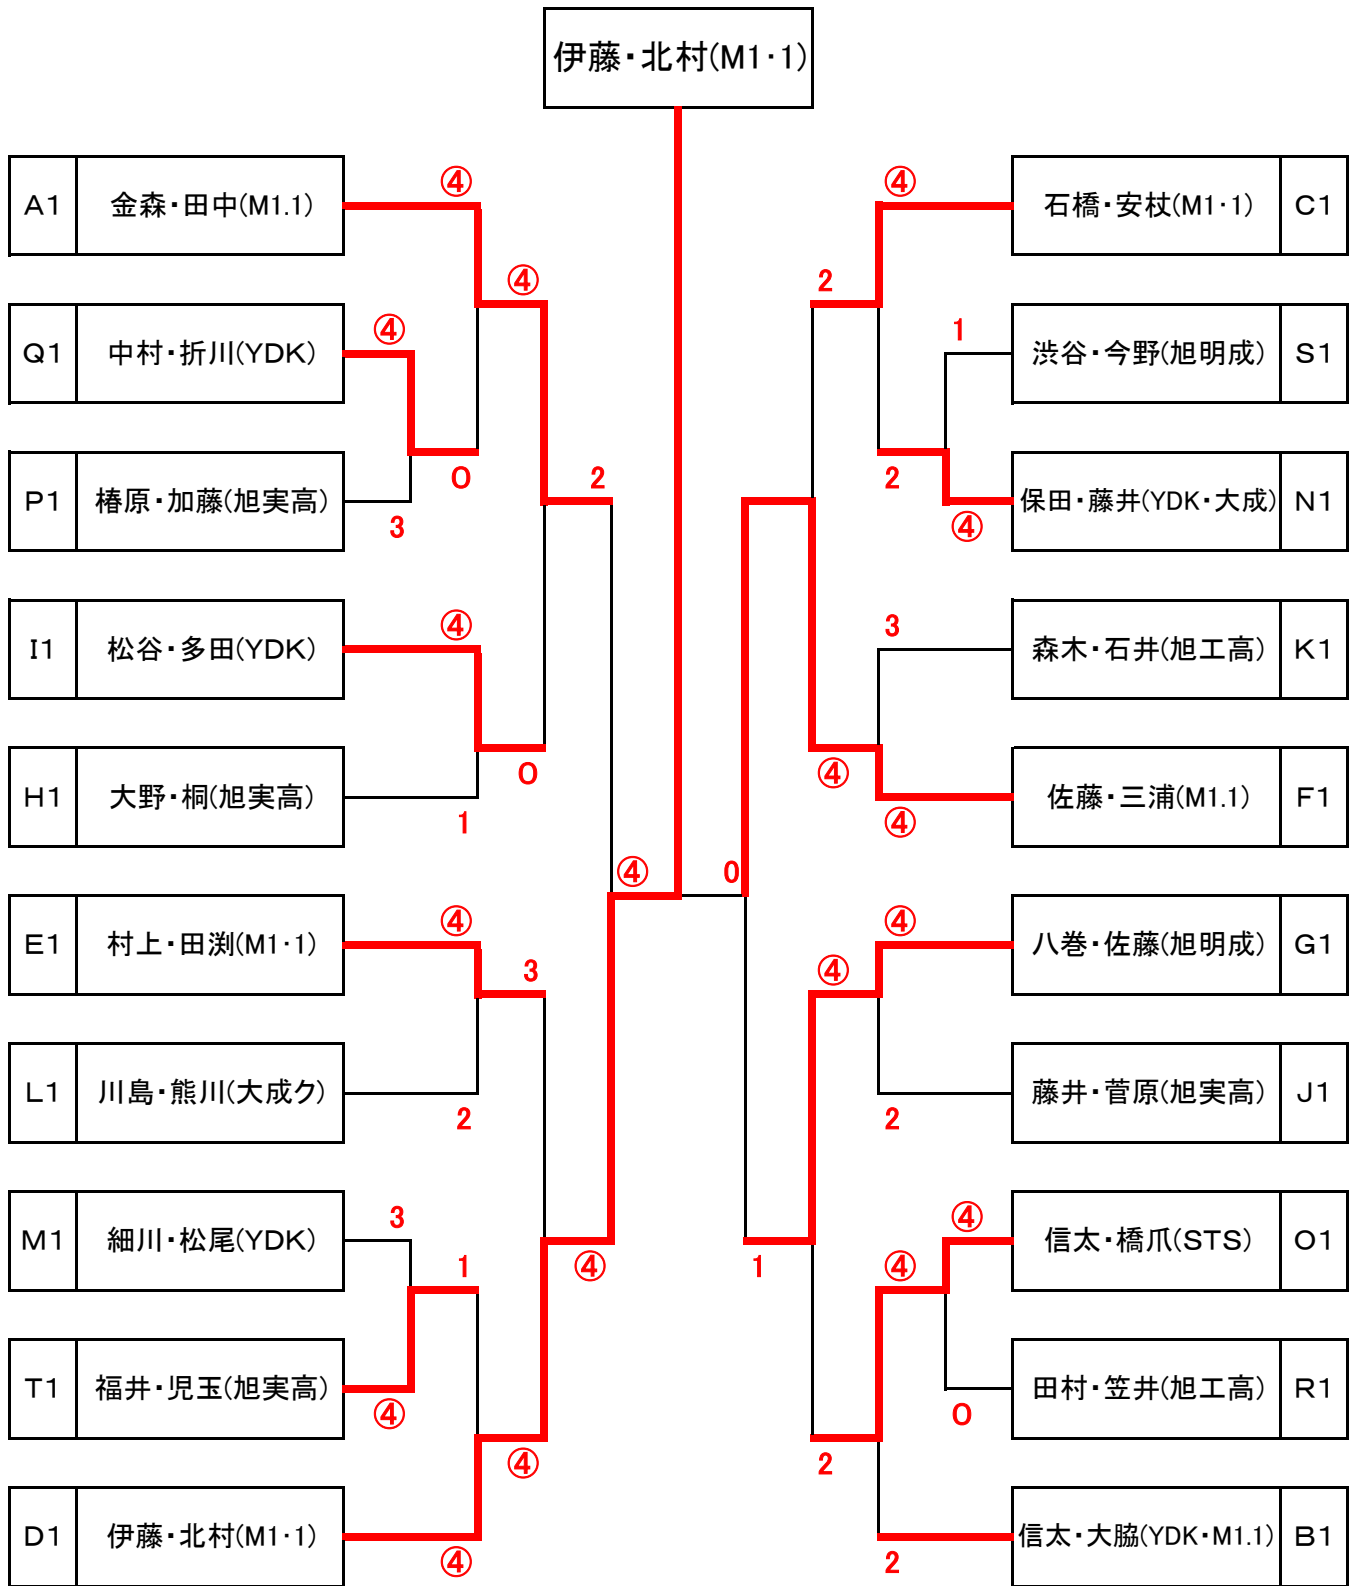 伊藤・北村(M1・1)
A1 金森・田中(M1.1) ④ ④ 石橋・安杖(M1・1) C1
④ 2
Q1 中村・折川(YDK) ④ 1 渋谷・今野(旭明成) S1
0 2 2
P1 椿原・加藤(旭実高) 3 ④ 保田・藤井(YDK・大成) N1
I1 松谷・多田(YDK) ④ 3 森木・石井(旭工高) K1
0 ④
H1 大野・桐(旭実高) 1 ④ 佐藤・三浦(M1.1) F1
④ 0
E1 村上・田渕(M1・1) ④ ④ 八巻・佐藤(旭明成) G1
3 ④
L1 川島・熊川(大成ク) 2 2 藤井・菅原(旭実高) J1
M1 細川・松尾(YDK) 3 ④ 信太・橋爪(STS) O1
1 ④ 1 ④
T1 福井・児玉(旭実高) ④ 0 田村・笠井(旭工高) R1
④ 2
D1 伊藤・北村(M1・1) ④ 2 信太・大脇(YDK・M1.1) B1